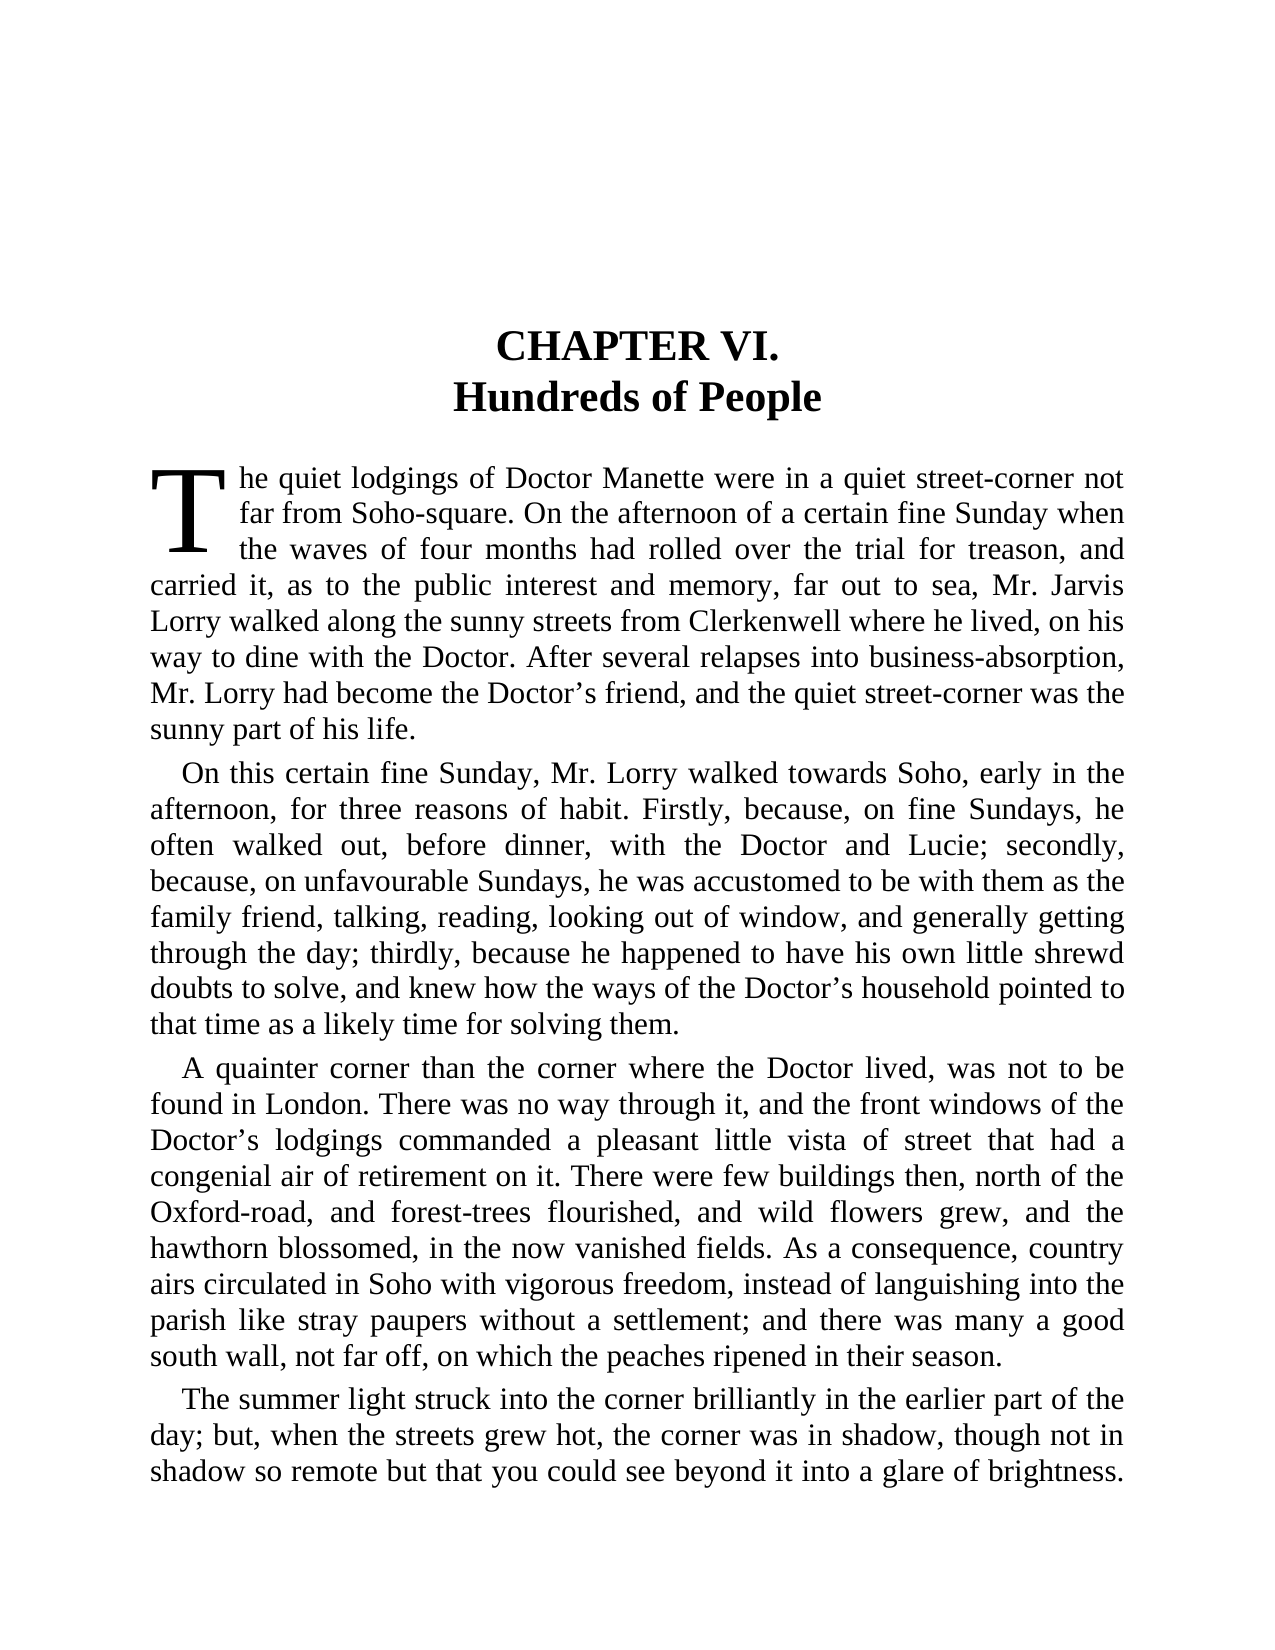 CHAPTER VI.
Hundreds of People
The quiet lodgings of Doctor Manette were in a quiet street-corner not
far from Soho-square. On the afternoon of a certain fine Sunday when
the waves of four months had rolled over the trial for treason, and
carried it, as to the public interest and memory, far out to sea, Mr. Jarvis
Lorry walked along the sunny streets from Clerkenwell where he lived, on his
way to dine with the Doctor. After several relapses into business-absorption,
Mr. Lorry had become the Doctor’s friend, and the quiet street-corner was the
sunny part of his life.
On this certain fine Sunday, Mr. Lorry walked towards Soho, early in the
afternoon, for three reasons of habit. Firstly, because, on fine Sundays, he
often walked out, before dinner, with the Doctor and Lucie; secondly,
because, on unfavourable Sundays, he was accustomed to be with them as the
family friend, talking, reading, looking out of window, and generally getting
through the day; thirdly, because he happened to have his own little shrewd
doubts to solve, and knew how the ways of the Doctor’s household pointed to
that time as a likely time for solving them.
A quainter corner than the corner where the Doctor lived, was not to be
found in London. There was no way through it, and the front windows of the
Doctor’s lodgings commanded a pleasant little vista of street that had a
congenial air of retirement on it. There were few buildings then, north of the
Oxford-road, and forest-trees flourished, and wild flowers grew, and the
hawthorn blossomed, in the now vanished fields. As a consequence, country
airs circulated in Soho with vigorous freedom, instead of languishing into the
parish like stray paupers without a settlement; and there was many a good
south wall, not far off, on which the peaches ripened in their season.
The summer light struck into the corner brilliantly in the earlier part of the
day; but, when the streets grew hot, the corner was in shadow, though not in
shadow so remote but that you could see beyond it into a glare of brightness.